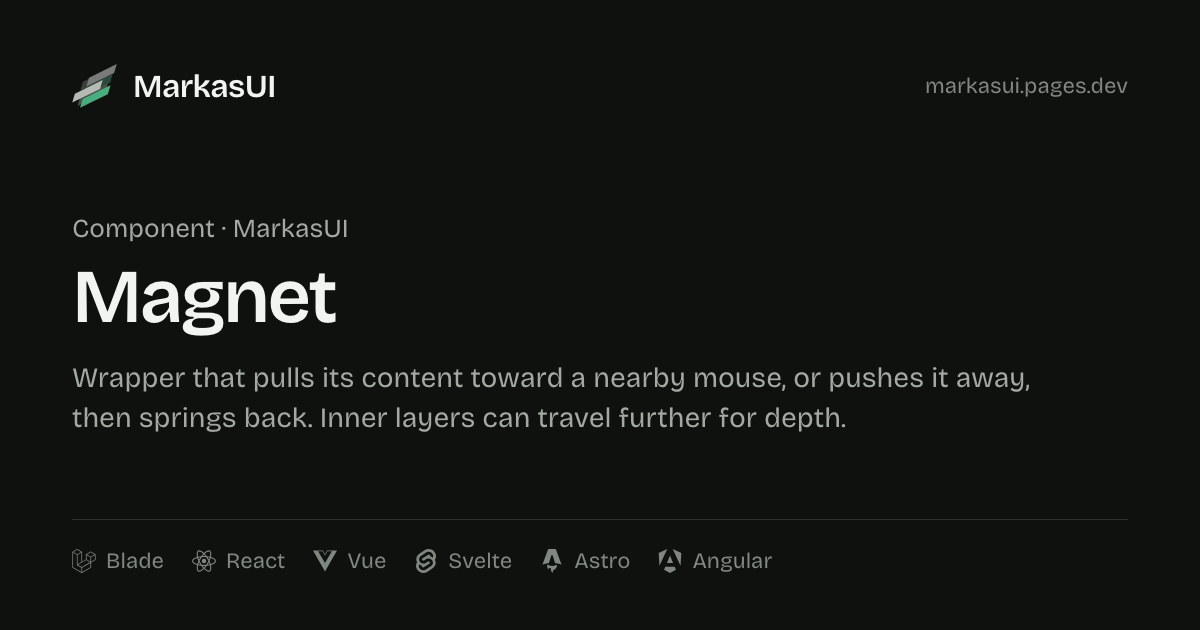 MarkasUI
markasui.pages.dev
Component · MarkasUI
Magnet
Wrapper that pulls its content toward a nearby mouse, or pushes it away,
then springs back. Inner layers can travel further for depth.
Blade React Vue Svelte Astro Angular